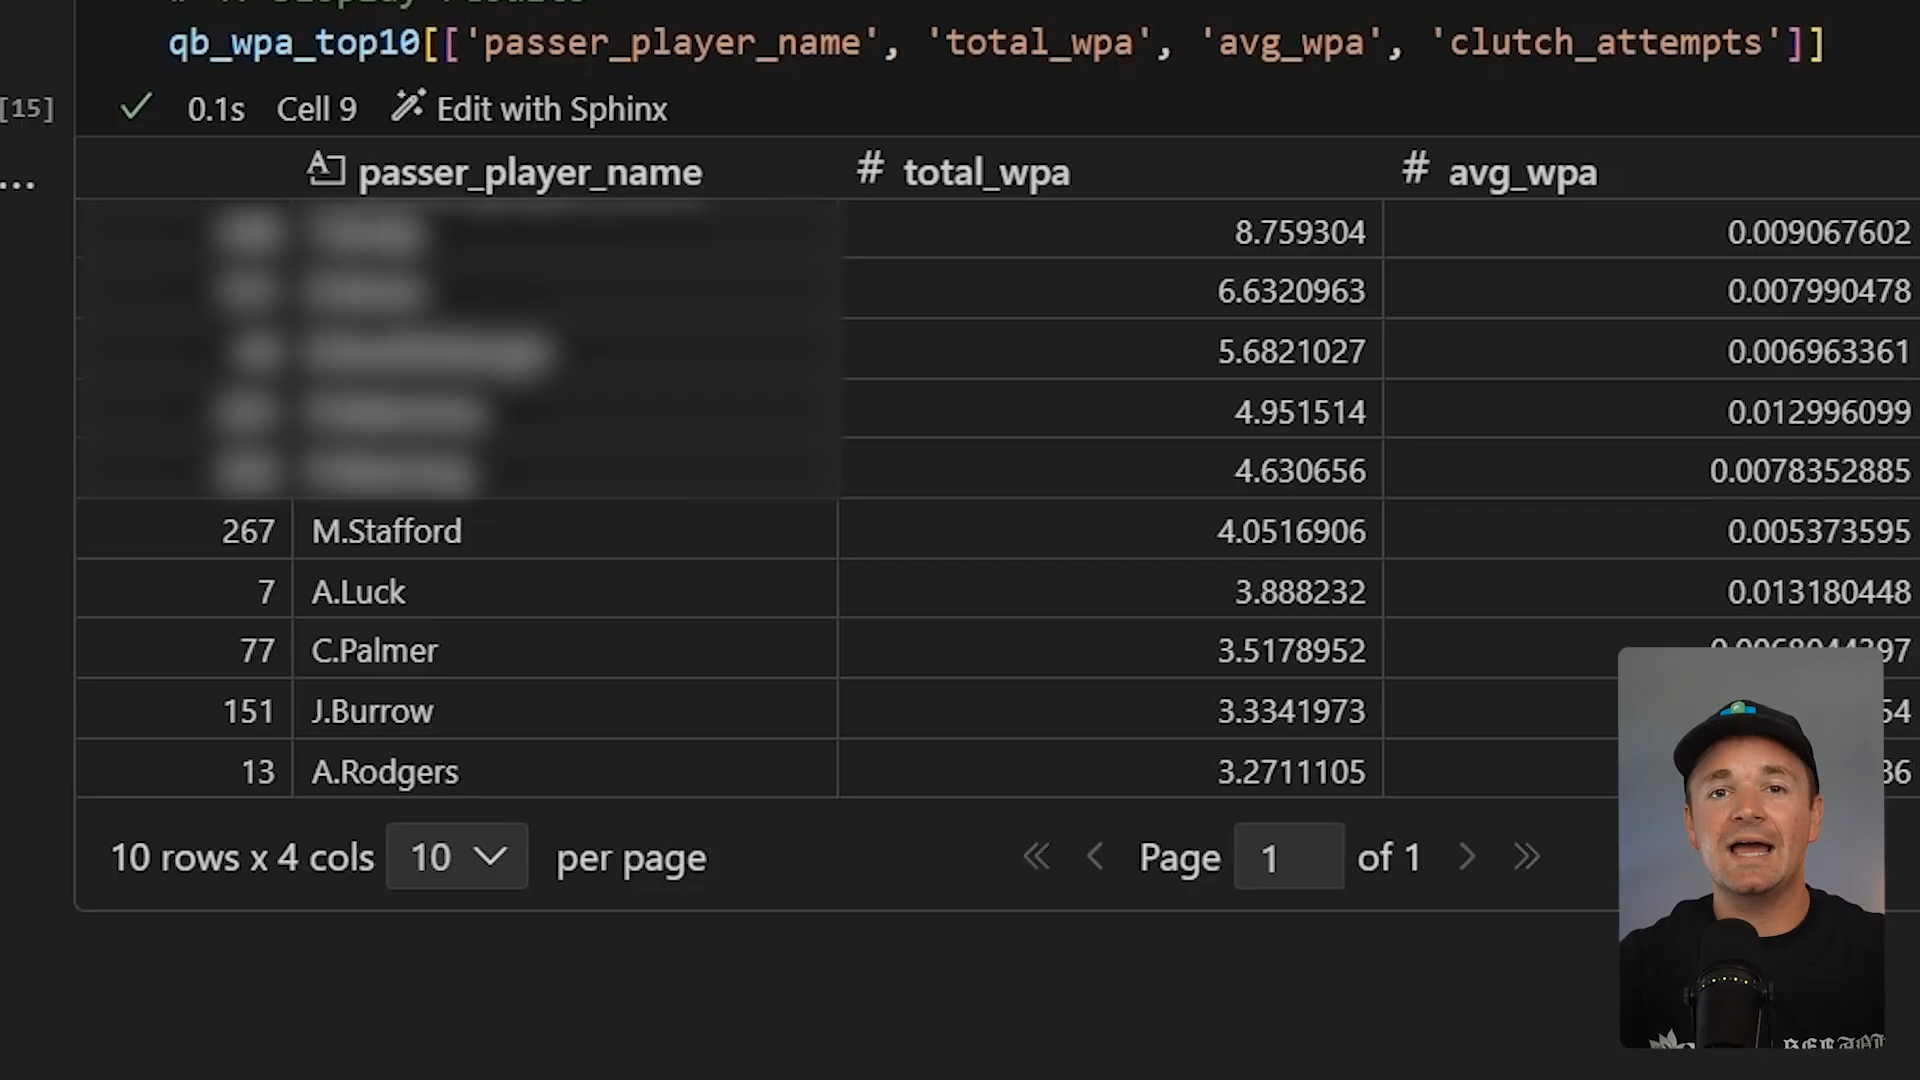 qb_wpa_top10[['passer_player_name', 'total_wpa', 'avg_wpa', 'clutch_attempts']]
[15] 0.1s Cell 9 Edit with Sphinx
... passer_player_name # total_wpa # avg_wpa
8.759304 0.009067602
6.6320963 0.007990478
5.6821027 0.006963361
4.951514 0.012996099
4.630656 0.0078352885
267 M.Stafford 4.0516906 0.005373595
7 A.Luck 3.888232 0.013180448
77 C.Palmer 3.5178952
151 J.Burrow 3.3341973
13 A.Rodgers 3.2711105
10 rows x 4 cols 10 per page Page 1 of 1